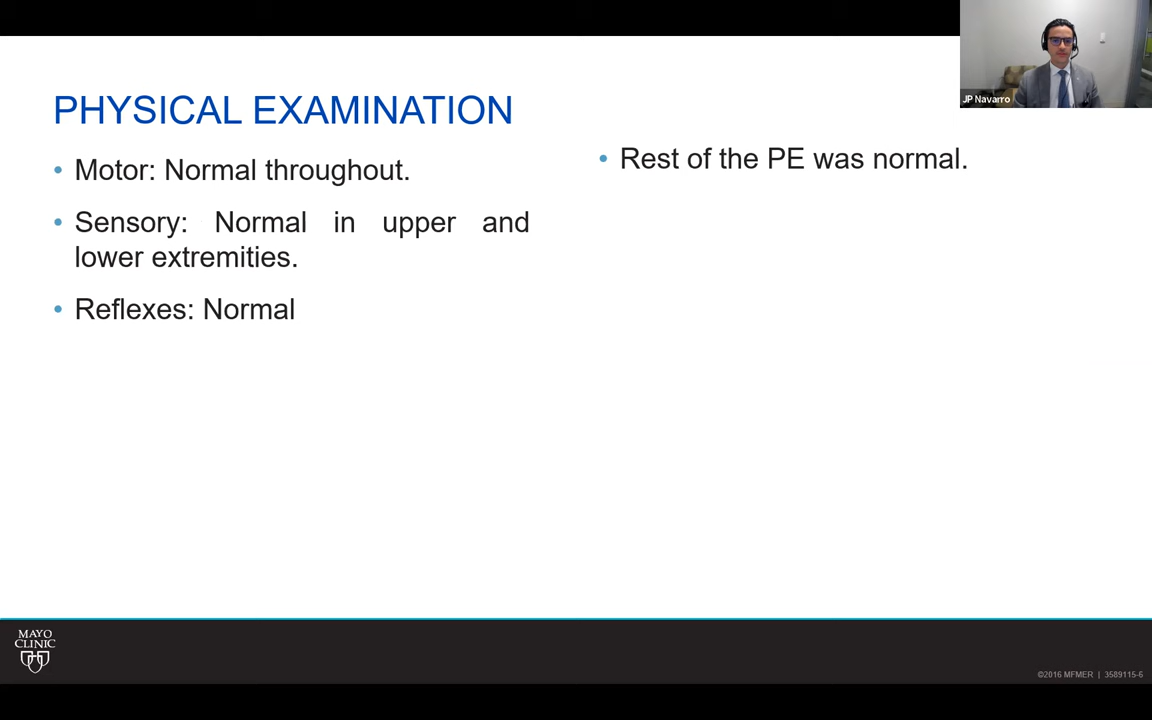 JP Navarro
PHYSICAL EXAMINATION
• Motor: Normal throughout.
• Sensory: Normal in upper and
lower extremities.
• Reflexes: Normal
• Rest of the PE was normal.
MAYO
CLINIC
©2016 MFMER | 3589115-6